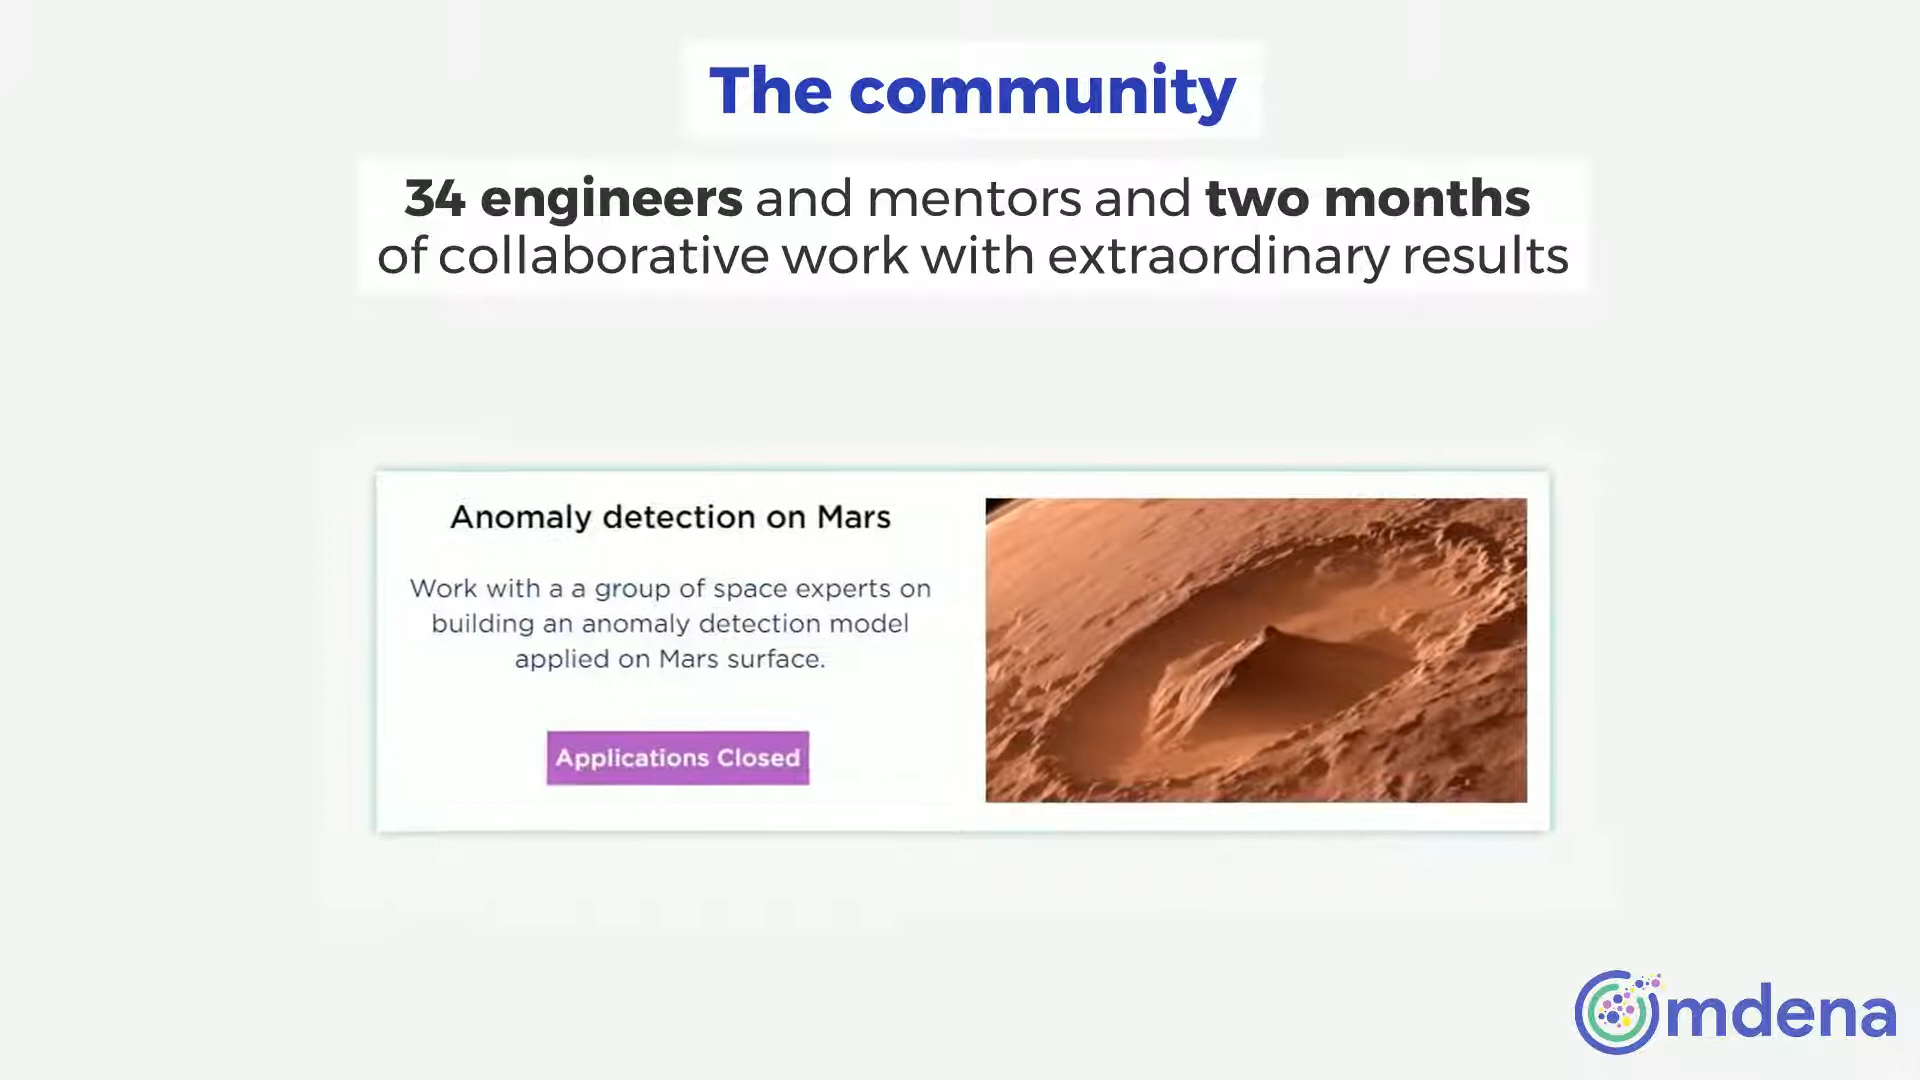 The community
34 engineers and mentors and two months
of collaborative work with extraordinary results
Anomaly detection on Mars
Work with a a group of space experts on
building an anomaly detection model
applied on Mars surface.
Applications Closed
Omdena